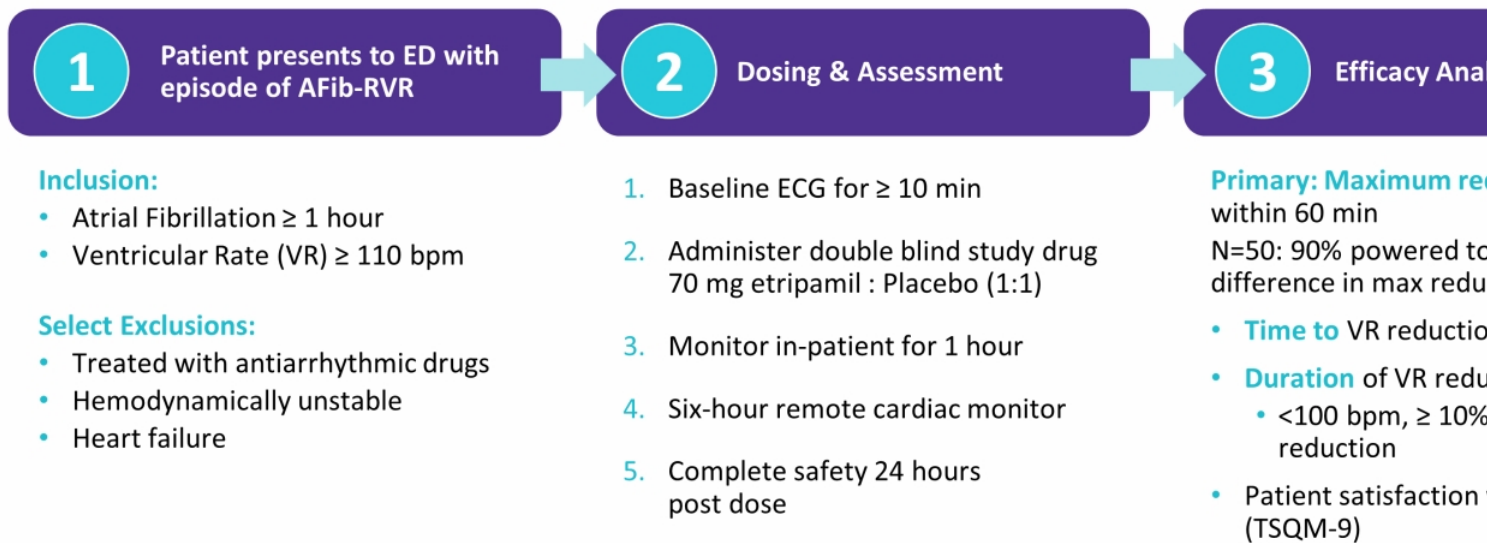 1
Patient presents to ED with
episode of AFib-RVR
Inclusion:
• Atrial Fibrillation ≥ 1 hour
• Ventricular Rate (VR) ≥ 110 bpm
Select Exclusions:
• Treated with antiarrhythmic drugs
• Hemodynamically unstable
• Heart failure
2
Dosing & Assessment
1. Baseline ECG for ≥ 10 min
2. Administer double blind study drug
70 mg etripamil : Placebo (1:1)
3. Monitor in-patient for 1 hour
4. Six-hour remote cardiac monitor
5. Complete safety 24 hours
post dose
3
Efficacy
Primary: Maximum
within 60 min
N=50: 90% powered to
difference in max
• Time to VR
• Duration of VR
• <100 bpm, ≥ 10%
reduction
• Patient satisfaction
(TSQM-9)